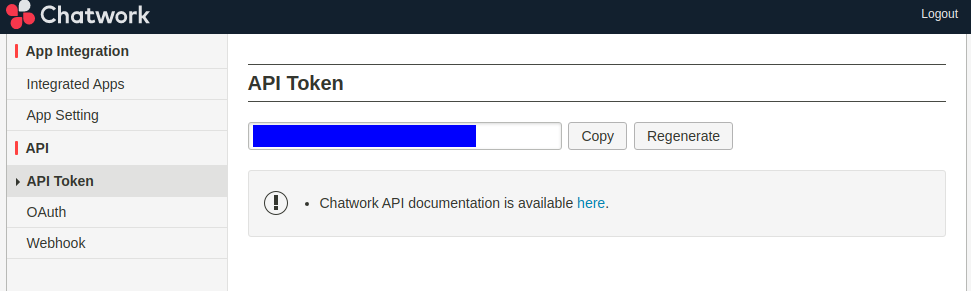 Chatwork
Logout
App Integration
Integrated Apps
App Setting
API
API Token
OAuth
Webhook
API Token
Copy
Regenerate
• Chatwork API documentation is available here.